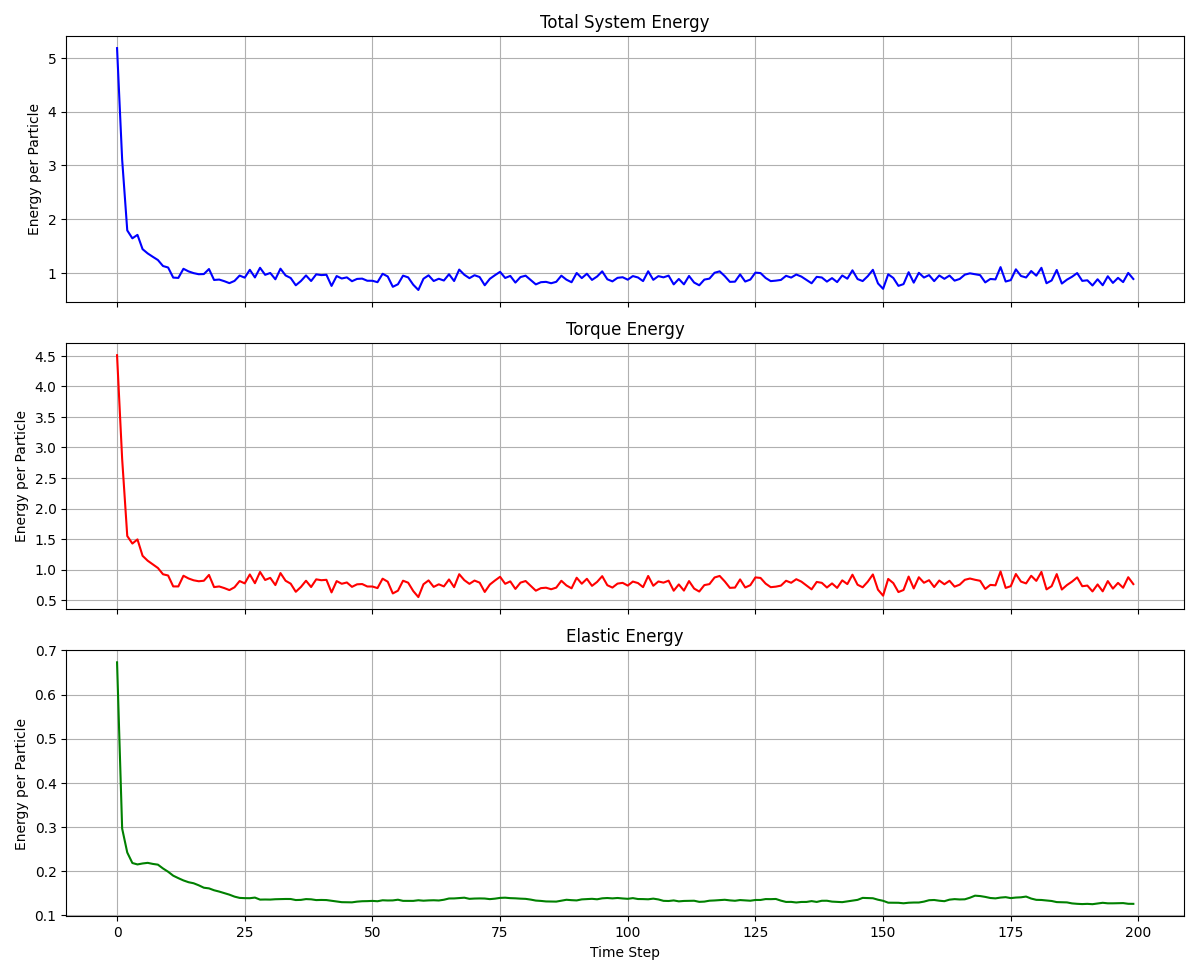 Total System Energy
Energy per Particle
5
4
3
2
1
Torque Energy
Energy per Particle
4.5
4.0
3.5
3.0
2.5
2.0
1.5
1.0
0.5
Elastic Energy
Energy per Particle
0.7
0.6
0.5
0.4
0.3
0.2
0.1
0 25 50 75 100 125 150 175 200
Time Step